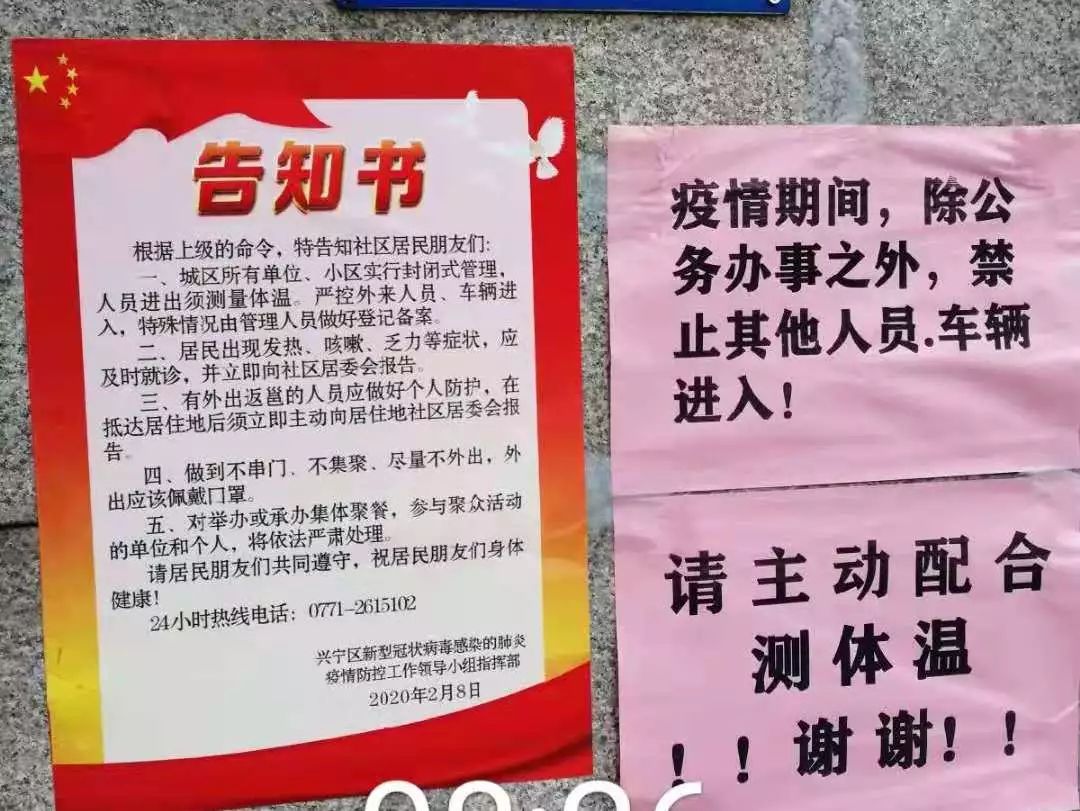 告知书
根据上级的命令，特告知社区居民朋友们：
一、城区所有单位、小区实行封闭式管理，
人员进出须测量体温。严控外来人员、车辆进
入，特殊情况由管理人员做好登记备案。
二、居民出现发热、咳嗽、乏力等症状，应
及时就诊，并立即向社区居委会报告。
三、有外出返邕的人员应做好个人防护，在
抵达居住地后须立即主动向居住地社区居委会报
告。
四、做到不串门、不集聚、尽量不外出，外
出应该佩戴口罩。
五、对举办或承办集体聚餐，参与聚众活动
的单位和个人，将依法严肃处理。
请居民朋友们共同遵守，祝居民朋友们身体
健康！
24小时热线电话：0771-2615102
兴宁区新型冠状病毒感染的肺炎
疫情防控工作领导小组指挥部
2020年2月8日
疫情期间，除公
务办事之外，禁
止其他人员.车辆
进入！
请主动配合
测体温
！！谢谢！！